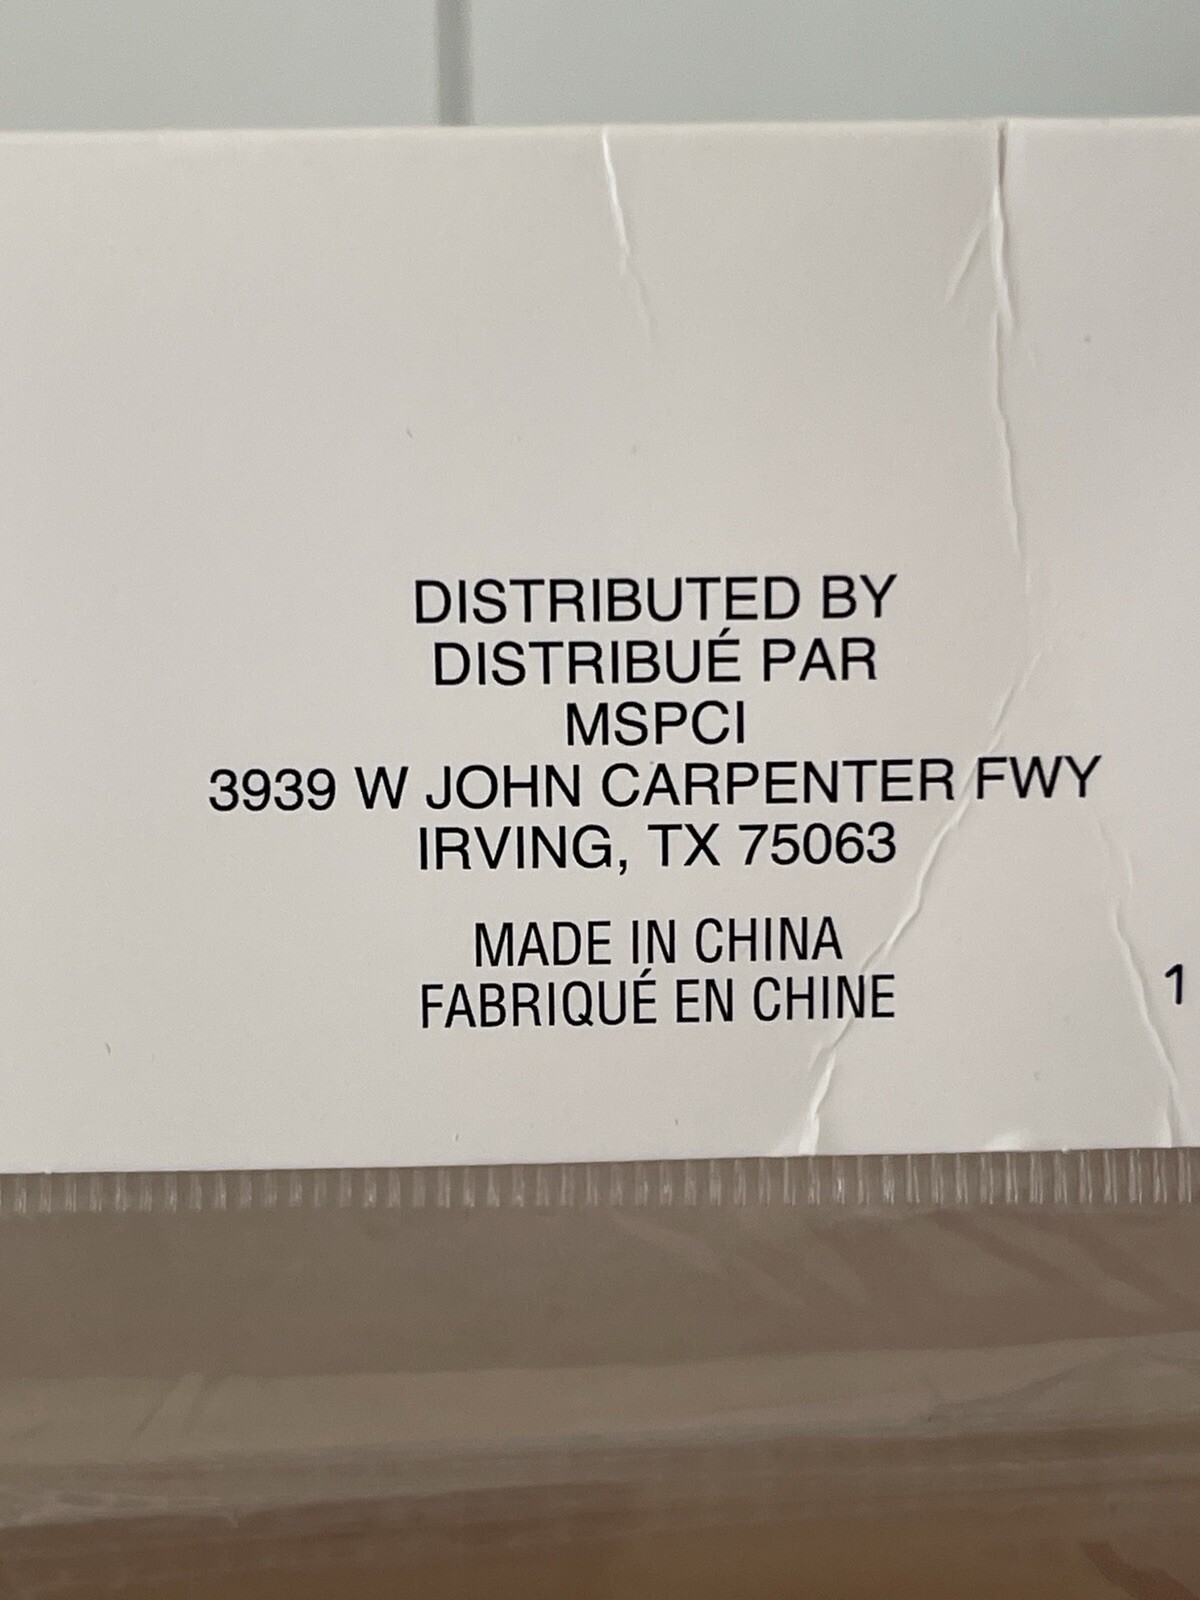 DISTRIBUTED BY
DISTRIBUÉ PAR
MSPCI
3939 W JOHN CARPENTER FWY
IRVING, TX 75063
MADE IN CHINA
FABRIQUÉ EN CHINE
1